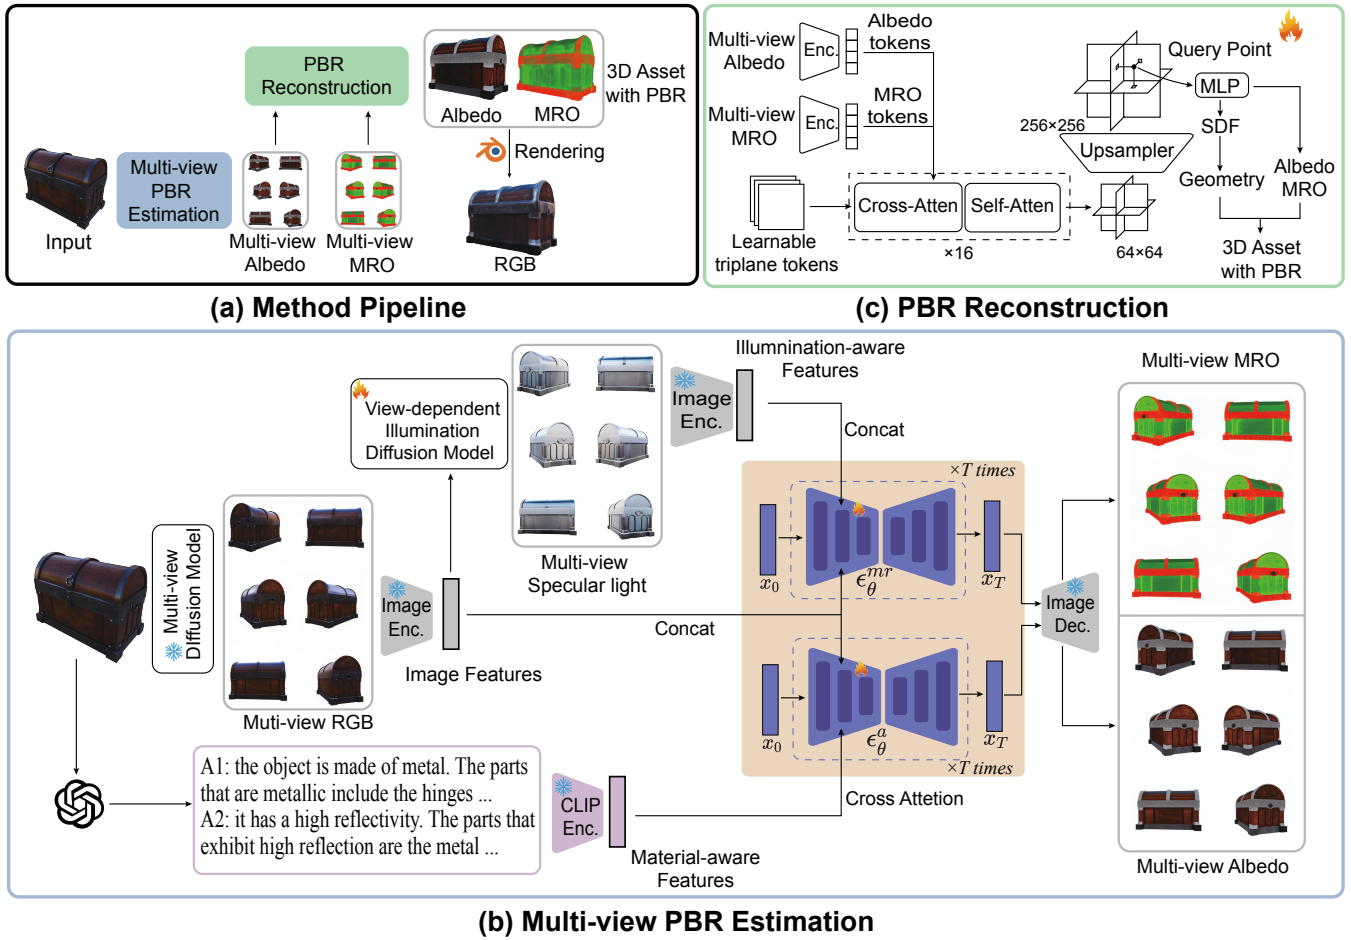 PBR
Reconstruction
Multi-view
PBR
Estimation
Input
Multi-view
Albedo
Multi-view
MRO
Albedo
MRO
3D Asset
with PBR
Rendering
RGB
(a) Method Pipeline
Multi-view
Albedo
Enc.
Albedo
tokens
Multi-view
MRO
Enc.
MRO
tokens
Learnable
triplane tokens
Cross-Atten
Self-Atten
×16
64×64
Upsampler
256×256
Query Point
MLP
SDF
Geometry
Albedo
MRO
3D Asset
with PBR
(c) PBR Reconstruction
Multi-view
DIffusion Model
Muti-view RGB
Image
Enc.
Image Features
View-dependent
Illumination
Diffusion Model
Multi-view
Specular light
Image
Enc.
Illumnination-aware
Features
Concat
Concat
×T times
x₀
ϵ_θ^{mr}
x_T
x₀
ϵ_θ^{a}
x_T
×T times
Cross Attetion
A1: the object is made of metal. The parts
that are metallic include the hinges ...
A2: it has a high reflectivity. The parts that
exhibit high reflection are the metal ...
CLIP
Enc.
Material-aware
Features
Image
Dec.
Multi-view MRO
Multi-view Albedo
(b) Multi-view PBR Estimation